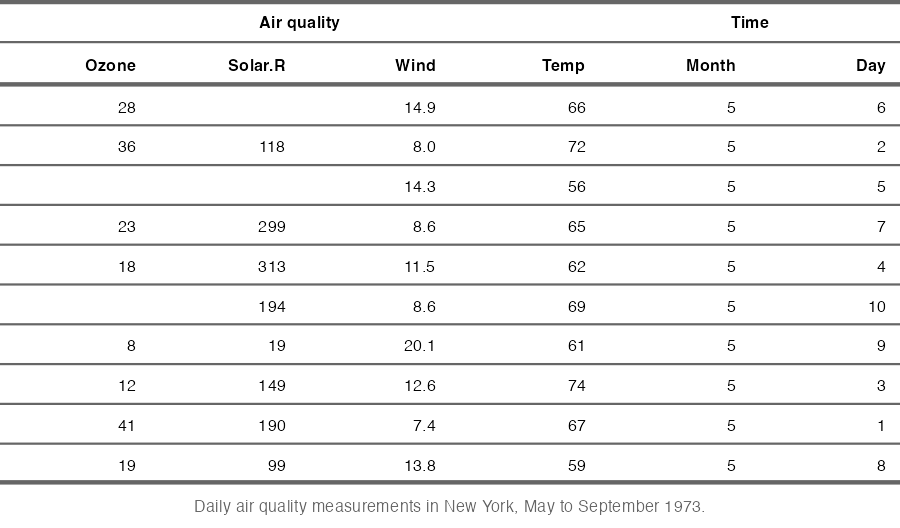 Air quality Time
Ozone Solar.R Wind Temp Month Day
28 14.9 66 5 6
36 118 8.0 72 5 2
14.3 56 5 5
23 299 8.6 65 5 7
18 313 11.5 62 5 4
194 8.6 69 5 10
8 19 20.1 61 5 9
12 149 12.6 74 5 3
41 190 7.4 67 5 1
19 99 13.8 59 5 8
Daily air quality measurements in New York, May to September 1973.